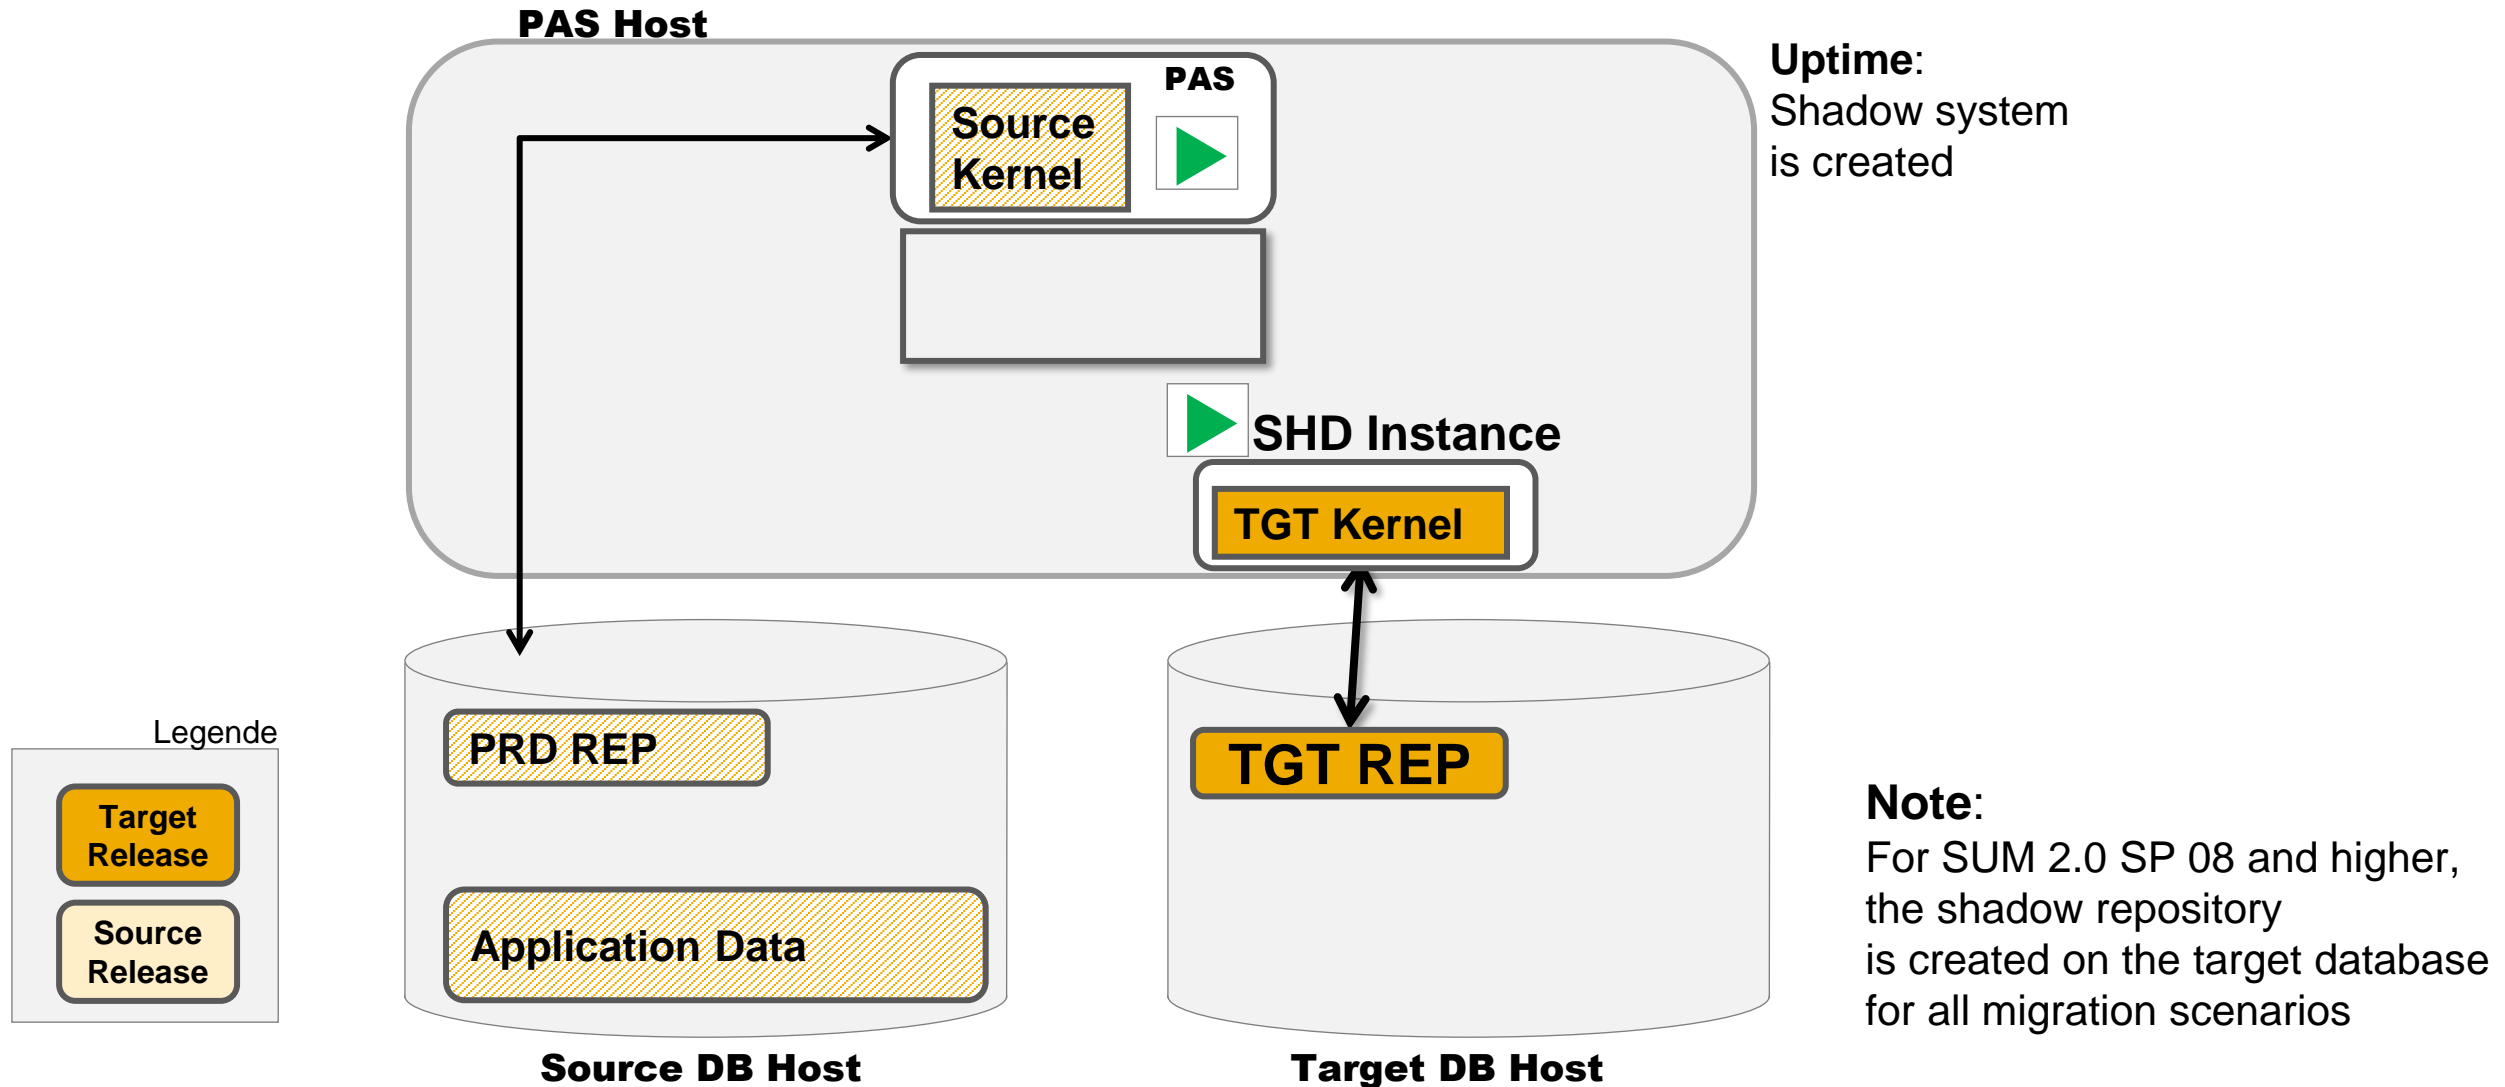 PAS Host
Uptime:
Shadow system
is created
PAS
Source
Kernel
SHD Instance
TGT Kernel
Legende
Target
Release
Source
Release
PRD REP
Application Data
Source DB Host
TGT REP
Target DB Host
Note:
For SUM 2.0 SP 08 and higher,
the shadow repository
is created on the target database
for all migration scenarios